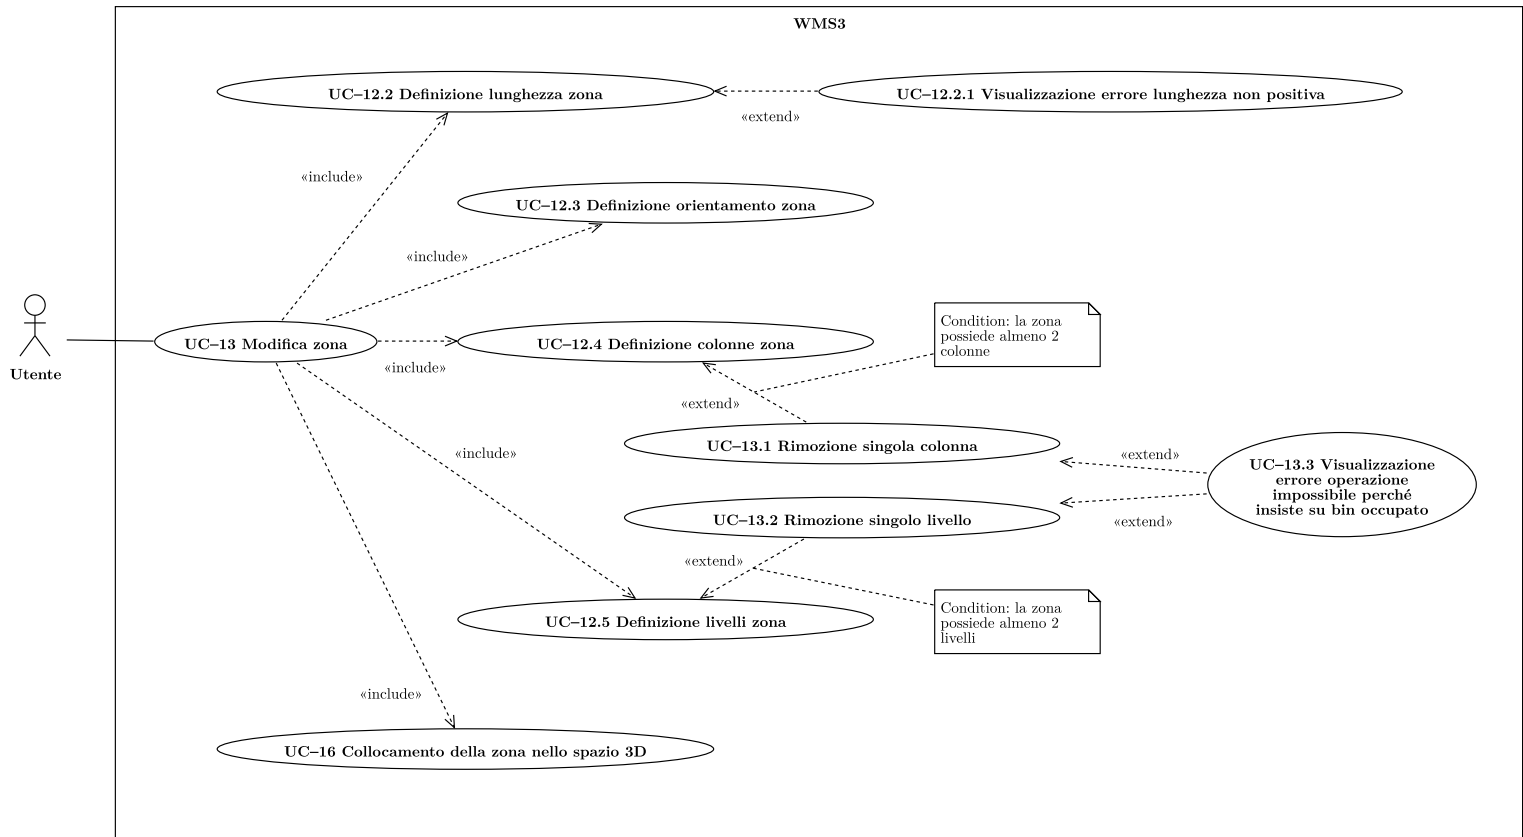 WMS3
UC–12.2 Definizione lunghezza zona
UC–12.2.1 Visualizzazione errore lunghezza non positiva
«extend»
«include»
UC–12.3 Definizione orientamento zona
«include»
Utente
UC–13 Modifica zona
«include»
UC–12.4 Definizione colonne zona
Condition: la zona
possiede almeno 2
colonne
«extend»
UC–13.1 Rimozione singola colonna
«include»
«extend»
UC–13.3 Visualizzazione
errore operazione
impossibile perché
insiste su bin occupato
UC–13.2 Rimozione singolo livello
«extend»
«extend»
UC–12.5 Definizione livelli zona
Condition: la zona
possiede almeno 2
livelli
«include»
UC–16 Collocamento della zona nello spazio 3D